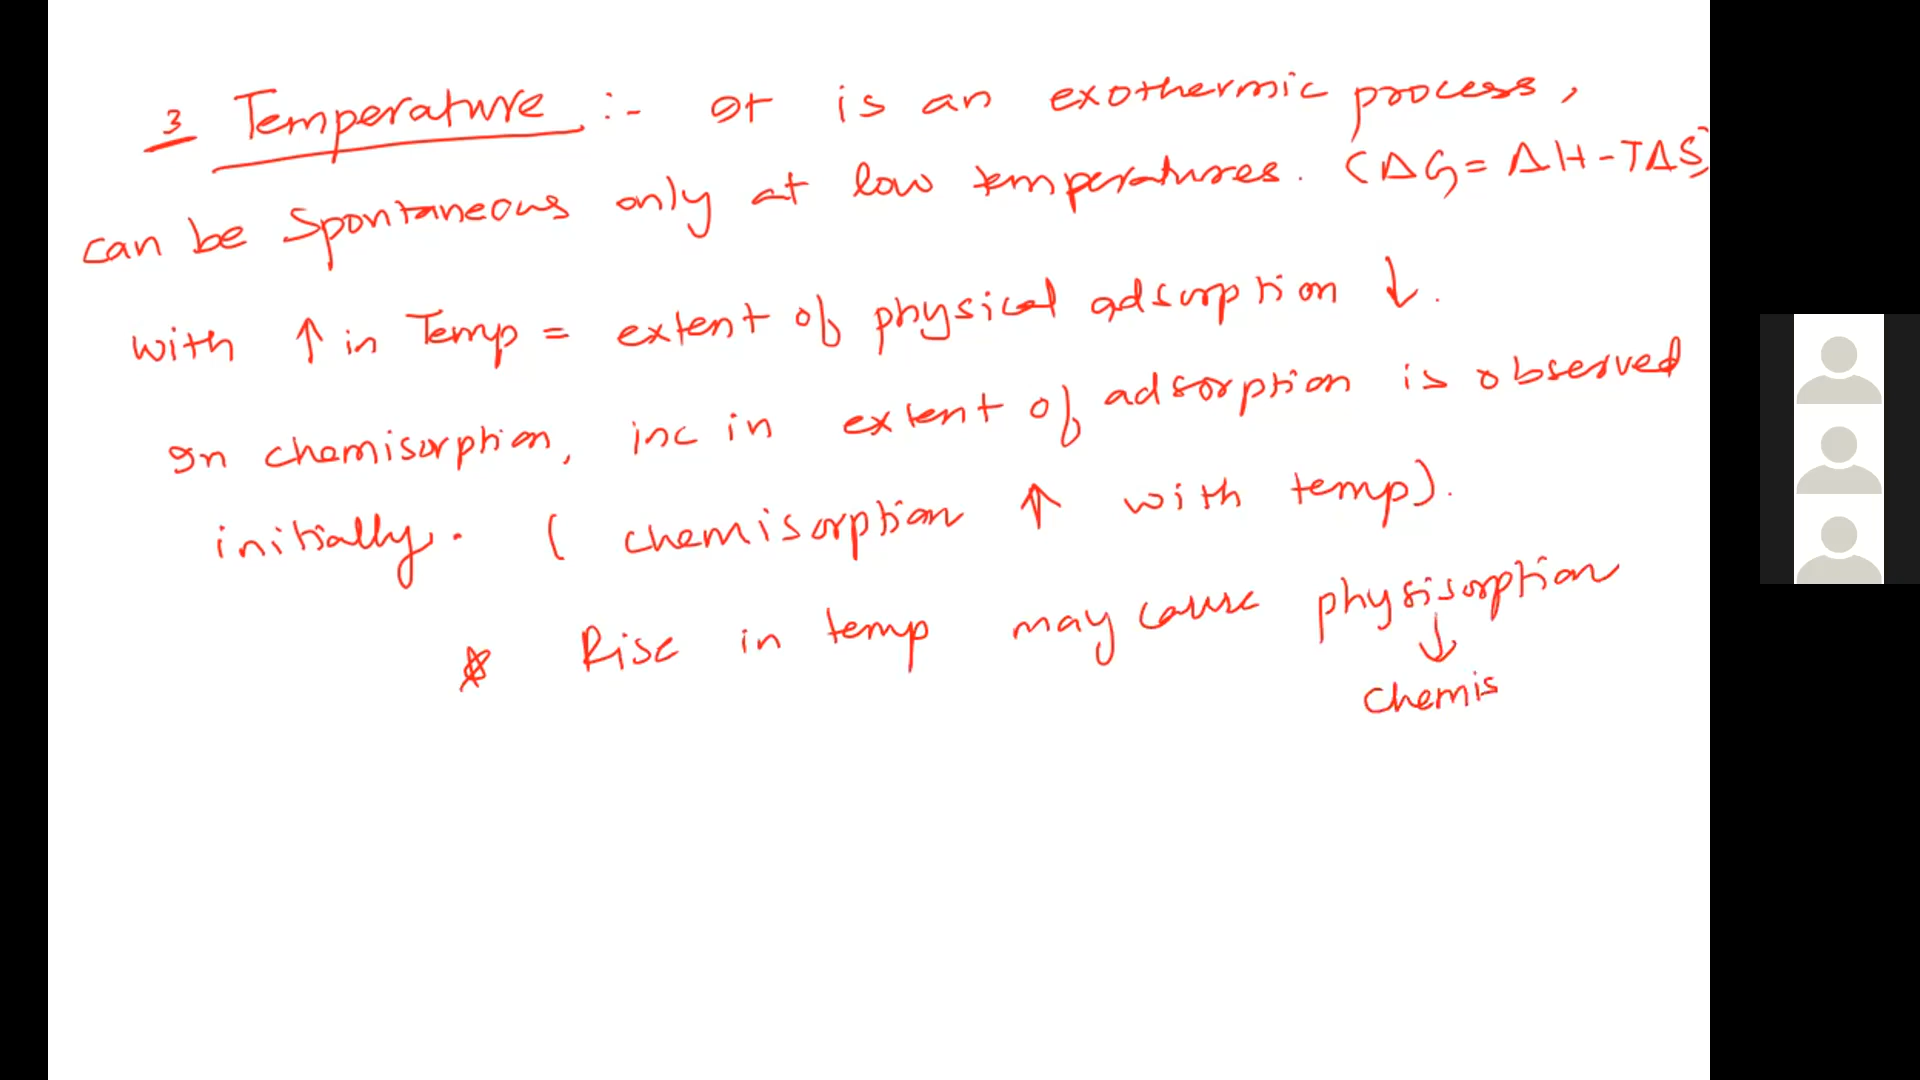 3 Temperature :- It is an exothermic process,
can be spontaneous only at low temperatures. (ΔG = ΔH - TΔS)
with ↑ in Temp = extent of physical adsorption ↓.
In chemisorption, inc in extent of adsorption is observed
initially. ( chemisorption ↑ with temp).
* Rise in temp may cause physisorption
↓
chemis